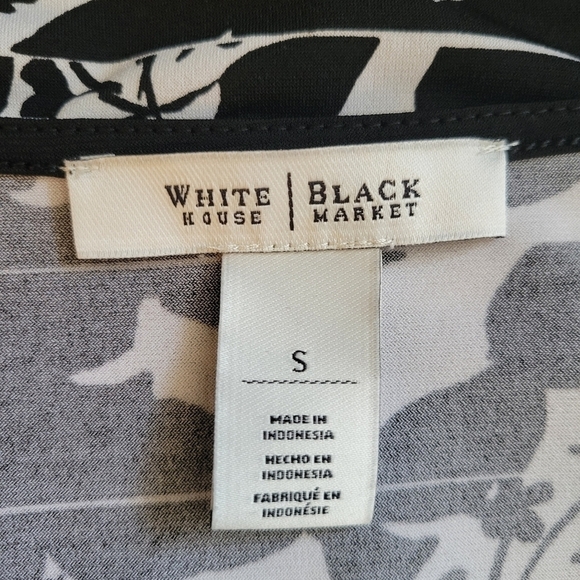 WHITE | BLACK
HOUSE | MARKET
S
MADE IN
INDONESIA
HECHO EN
INDONESIA
FABRIQUÉ EN
INDONÉSIE